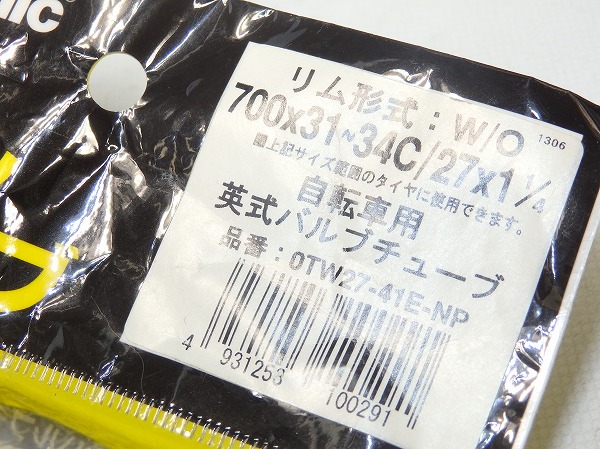 nic
リム形式：W/O
1306
700x31~34C/27x1 1/4
■上記サイズ範囲のタイヤに使用できます。
自転車用
英式バルブチューブ
品番：0TW27-41E-NP
4 931253 100291